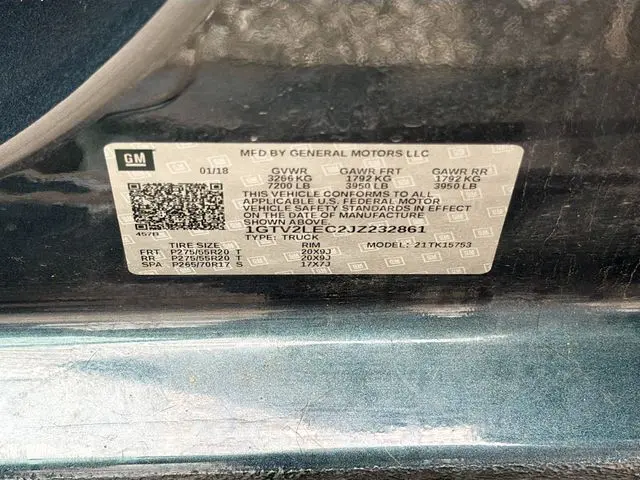 GM
MFD BY GENERAL MOTORS LLC
01/18 GVWR GAWR FRT GAWR RR
3266 KG 1792 KG 1792 KG
7200 LB 3950 LB 3950 LB
THIS VEHICLE CONFORMS TO ALL
APPLICABLE U.S. FEDERAL MOTOR
VEHICLE SAFETY STANDARDS IN EFFECT
ON THE DATE OF MANUFACTURE
SHOWN ABOVE.
457B 1GTV2LEC2JZ232861
TYPE: TRUCK MODEL: 21TK15753
TIRE SIZE RIM
FRT P275/55R20 T 20X9J
RR P275/55R20 T 20X9J
SPA P265/70R17 S 17X7J